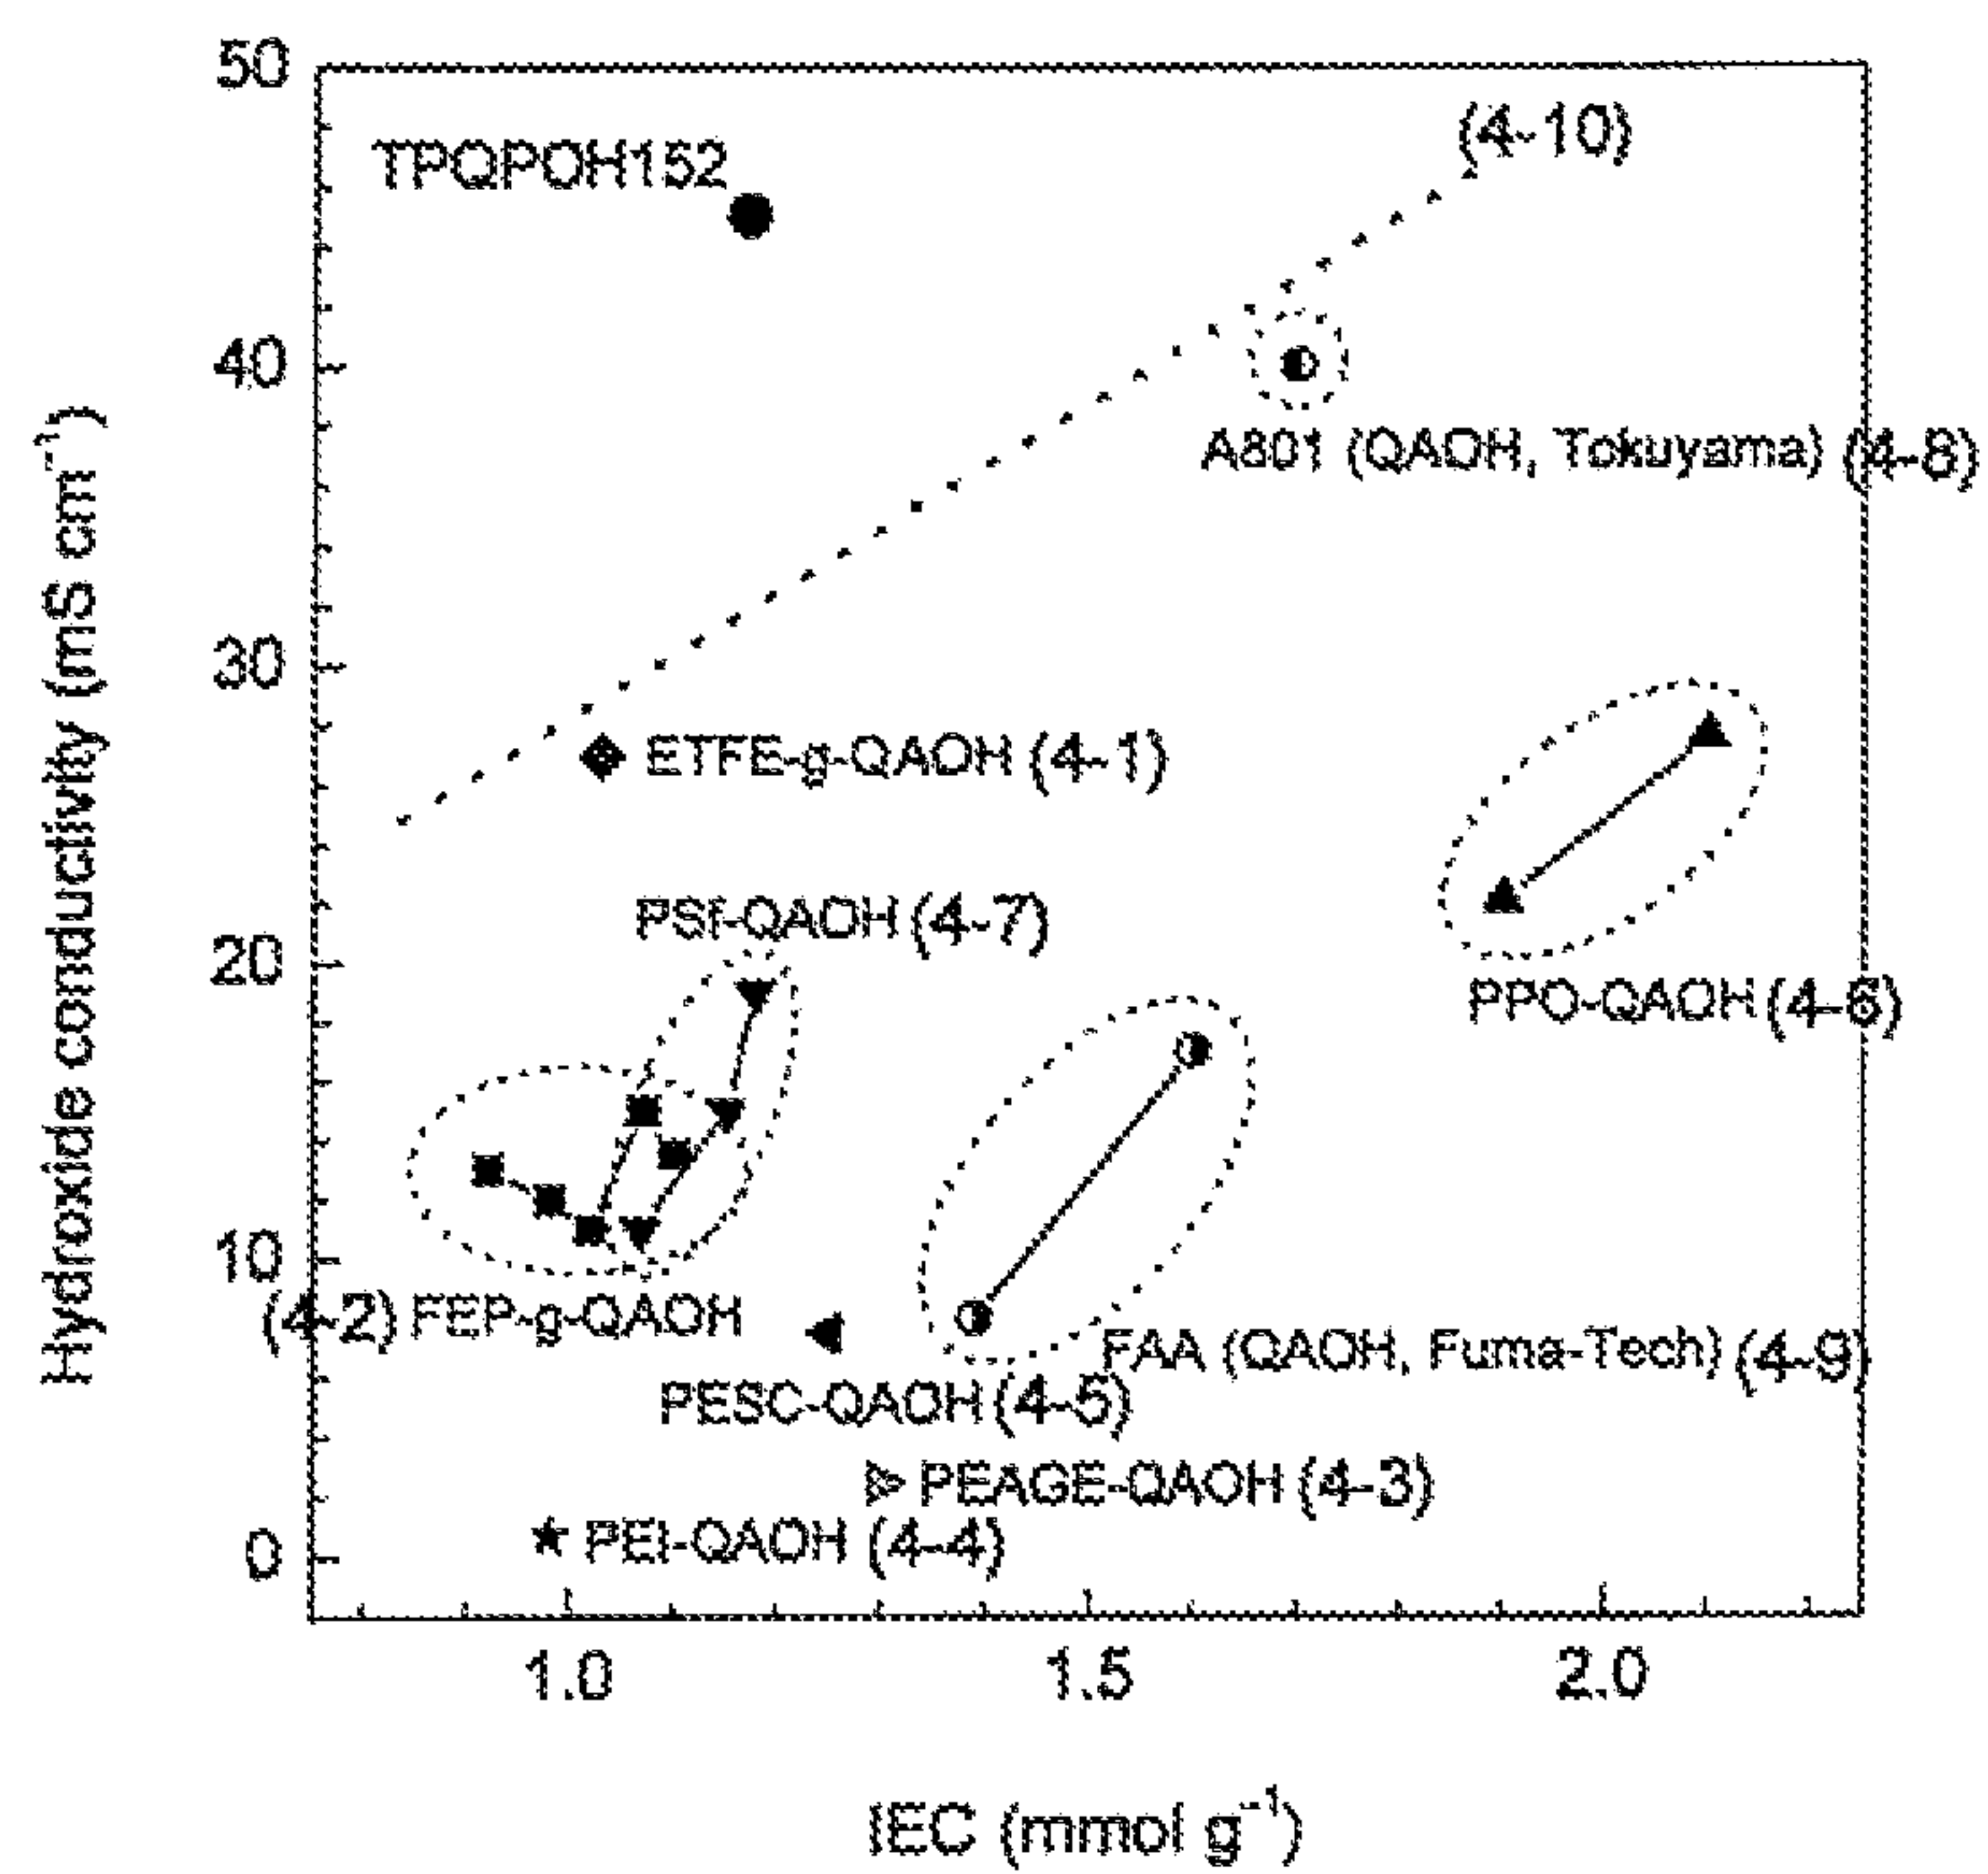 50
(4-10)
TPQPOH152
40
A801 (QAOH, Tokuyama) (4-8)
30
ETFE-g-QAOH (4-1)
PSf-QAOH (4-7)
20
PPO-QAOH (4-6)
10
(4-2) FEP-g-QAOH
FAA (QAOH, Fuma-Tech) (4-9)
PESC-QAOH (4-5)
PEAGE-QAOH (4-3)
PEI-QAOH (4-4)
0
1.0 1.5 2.0
IEC (mmol g⁻¹)
Hydroxide conductivity (mS cm⁻¹)